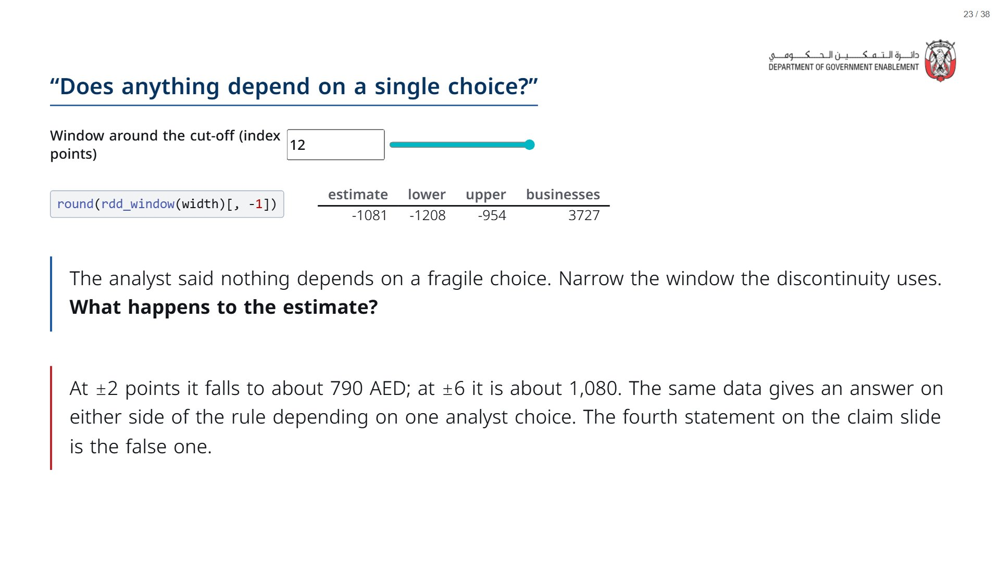 23 / 38
دائـــرة الـتـمـكـــيـــن الـحـكـــومـــي
DEPARTMENT OF GOVERNMENT ENABLEMENT
“Does anything depend on a single choice?”
Window around the cut-off (index
points)
12
round(rdd_window(width)[, -1])
estimate lower upper businesses
-1081 -1208 -954 3727
The analyst said nothing depends on a fragile choice. Narrow the window the discontinuity uses.
What happens to the estimate?
At ±2 points it falls to about 790 AED; at ±6 it is about 1,080. The same data gives an answer on
either side of the rule depending on one analyst choice. The fourth statement on the claim slide
is the false one.